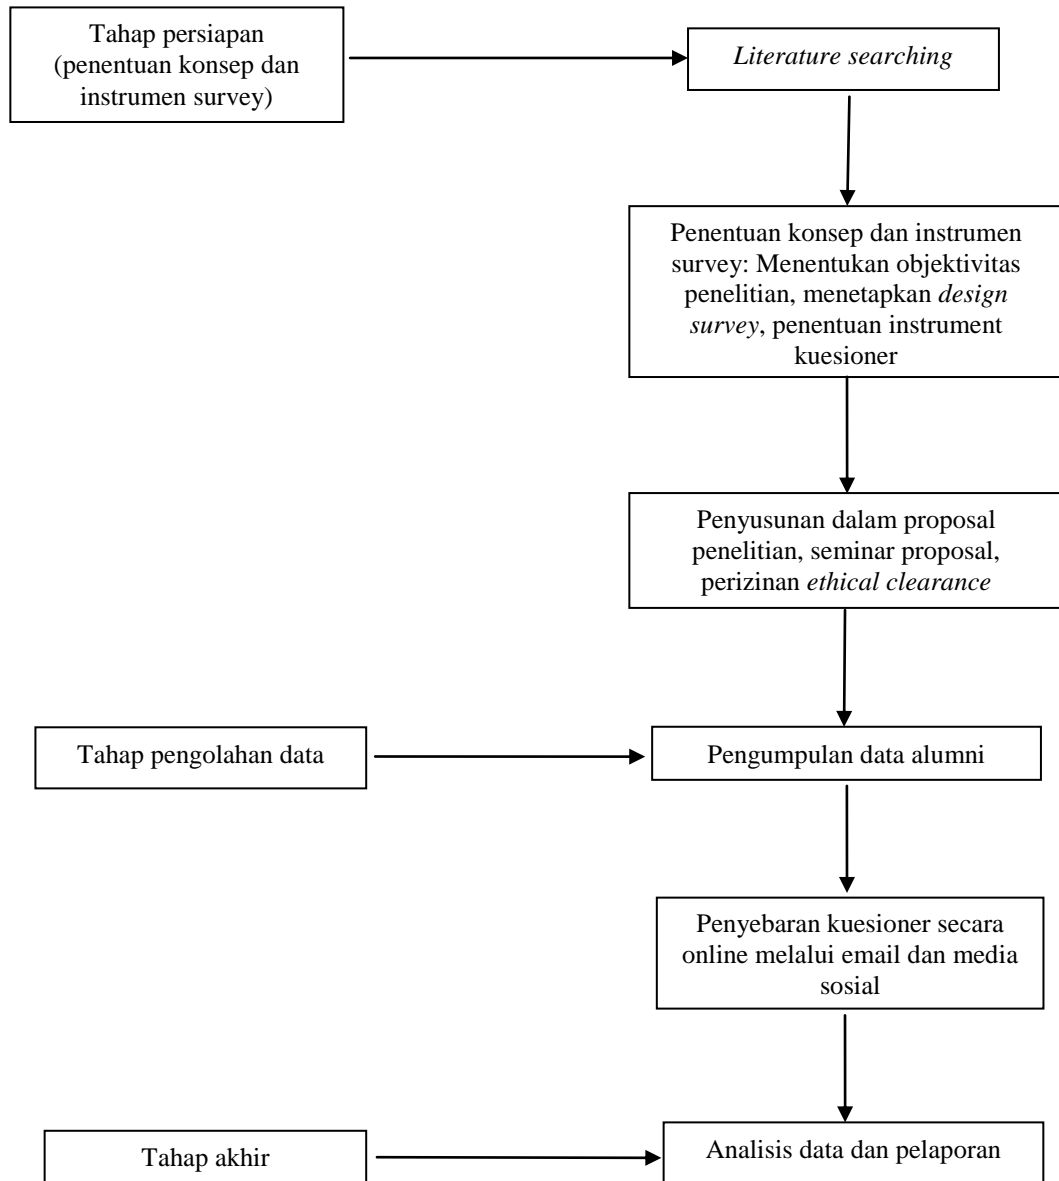 Tahap persiapan
(penentuan konsep dan
instrumen survey)
Literature searching
Penentuan konsep dan instrumen
survey: Menentukan objektivitas
penelitian, menetapkan design
survey, penentuan instrument
kuesioner
Penyusunan dalam proposal
penelitian, seminar proposal,
perizinan ethical clearance
Tahap pengolahan data
Pengumpulan data alumni
Penyebaran kuesioner secara
online melalui email dan media
sosial
Tahap akhir
Analisis data dan pelaporan